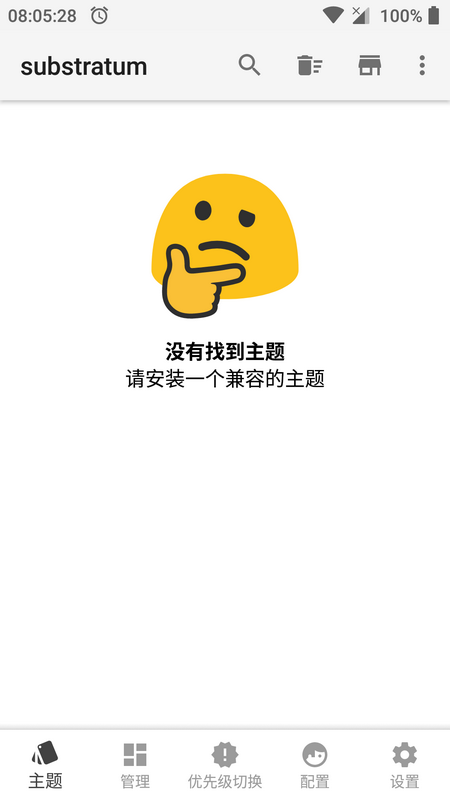 08:05:28
100%
substratum
没有找到主题
请安装一个兼容的主题
主题
管理
优先级切换
配置
设置